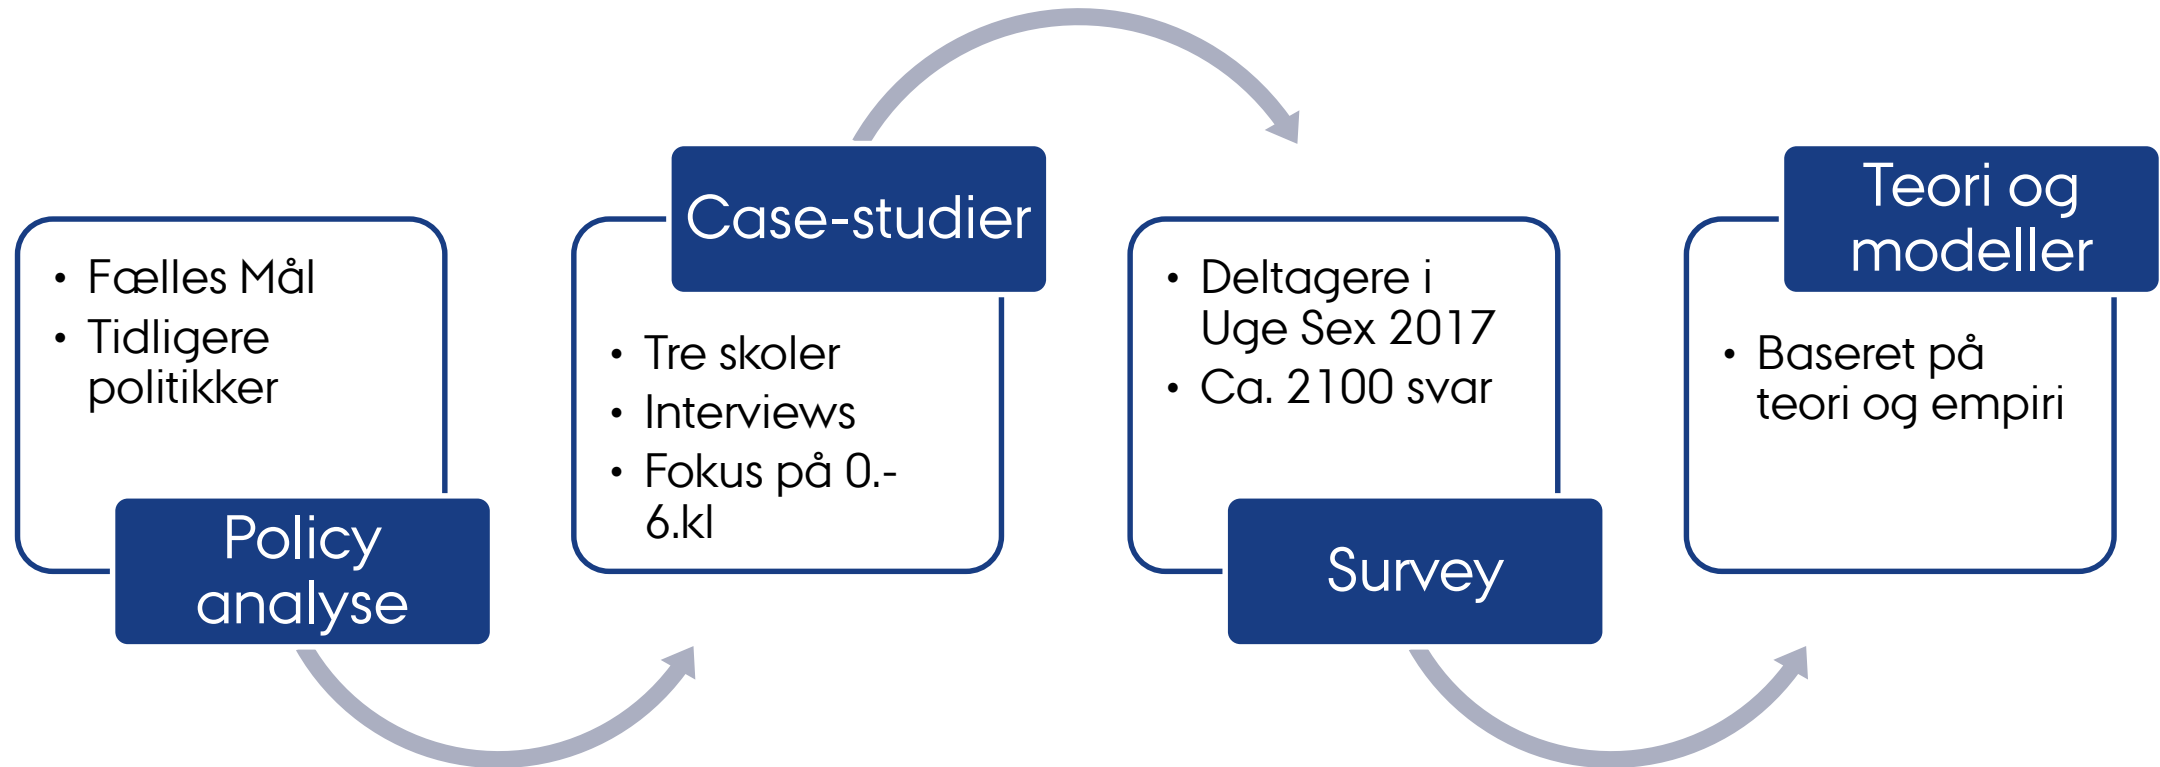 • Fælles Mål
• Tidligere
politikker
Policy
analyse
Case-studier
• Tre skoler
• Interviews
• Fokus på 0.-
6.kl
• Deltagere i
Uge Sex 2017
• Ca. 2100 svar
Survey
Teori og
modeller
• Baseret på
teori og empiri